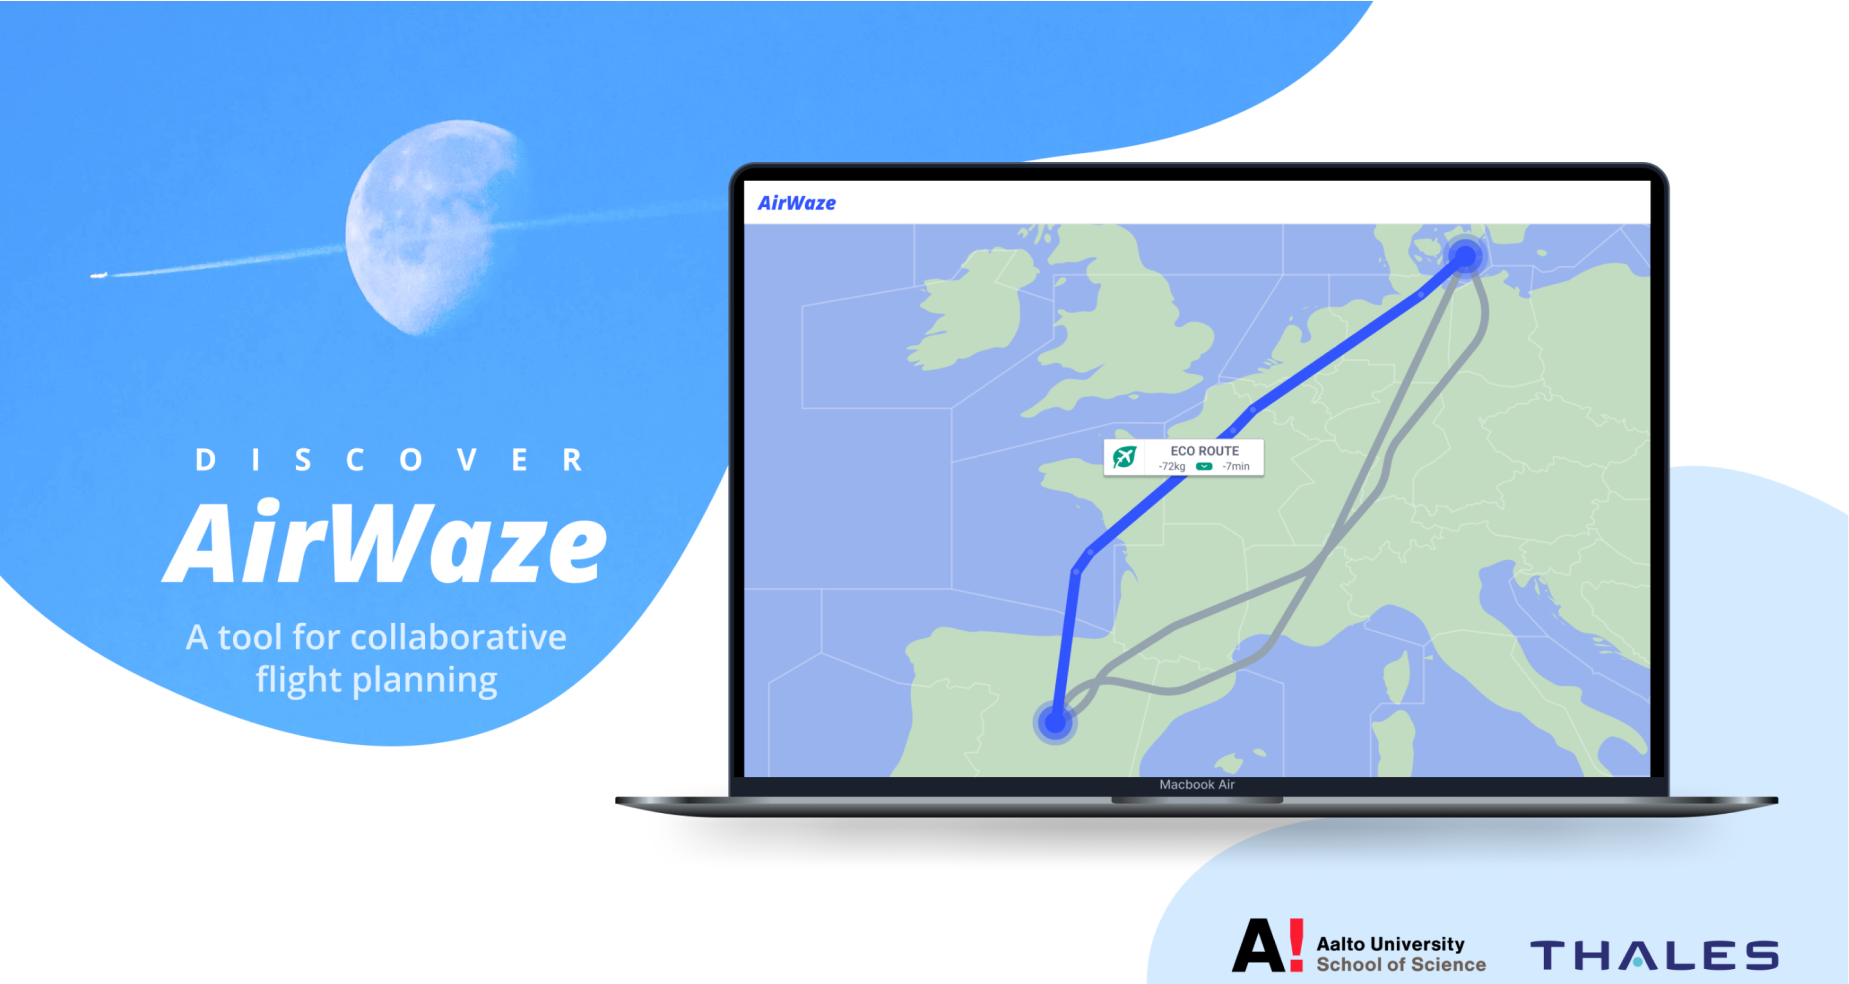 DISCOVER
AirWaze
A tool for collaborative
flight planning
AirWaze
ECO ROUTE
-72kg -7min
Macbook Air
A! Aalto University
School of Science
THALES